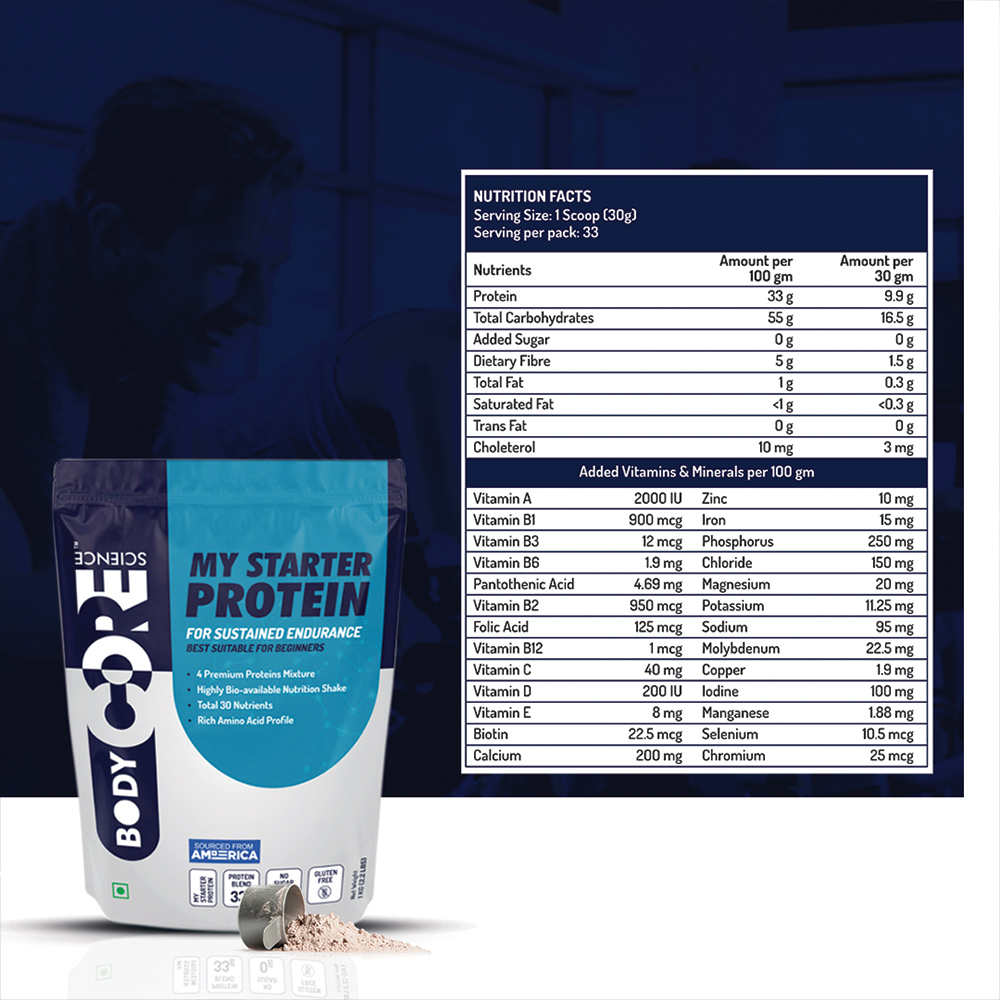 NUTRITION FACTS
Serving Size: 1 Scoop (30g)
Serving per pack: 33
Nutrients Amount per 100 gm Amount per 30 gm
Protein 33 g 9.9 g
Total Carbohydrates 55 g 16.5 g
Added Sugar 0 g 0 g
Dietary Fibre 5 g 1.5 g
Total Fat 1 g 0.3 g
Saturated Fat <1 g <0.3 g
Trans Fat 0 g 0 g
Choleterol 10 mg 3 mg
Added Vitamins & Minerals per 100 gm
Vitamin A 2000 IU Zinc 10 mg
Vitamin B1 900 mcg Iron 15 mg
Vitamin B3 12 mcg Phosphorus 250 mg
Vitamin B6 1.9 mg Chloride 150 mg
Pantothenic Acid 4.69 mg Magnesium 20 mg
Vitamin B2 950 mcg Potassium 11.25 mg
Folic Acid 125 mcg Sodium 95 mg
Vitamin B12 1 mcg Molybdenum 22.5 mg
Vitamin C 40 mg Copper 1.9 mg
Vitamin D 200 IU Iodine 100 mg
Vitamin E 8 mg Manganese 1.88 mg
Biotin 22.5 mcg Selenium 10.5 mcg
Calcium 200 mg Chromium 25 mcg
BODY CORE SCIENCE
MY STARTER
PROTEIN
FOR SUSTAINED ENDURANCE
BEST SUITABLE FOR BEGINNERS
• 4 Premium Proteins Mixture
• Highly Bio-available Nutrition Shake
• Total 30 Nutrients
• Rich Amino Acid Profile
SOURCED FROM
AMERICA
MY STARTER PROTEIN
PROTEIN
BLEND
33
NO
GLUTEN
FREE
Net Weight:
1 KG (2.2 LBS)